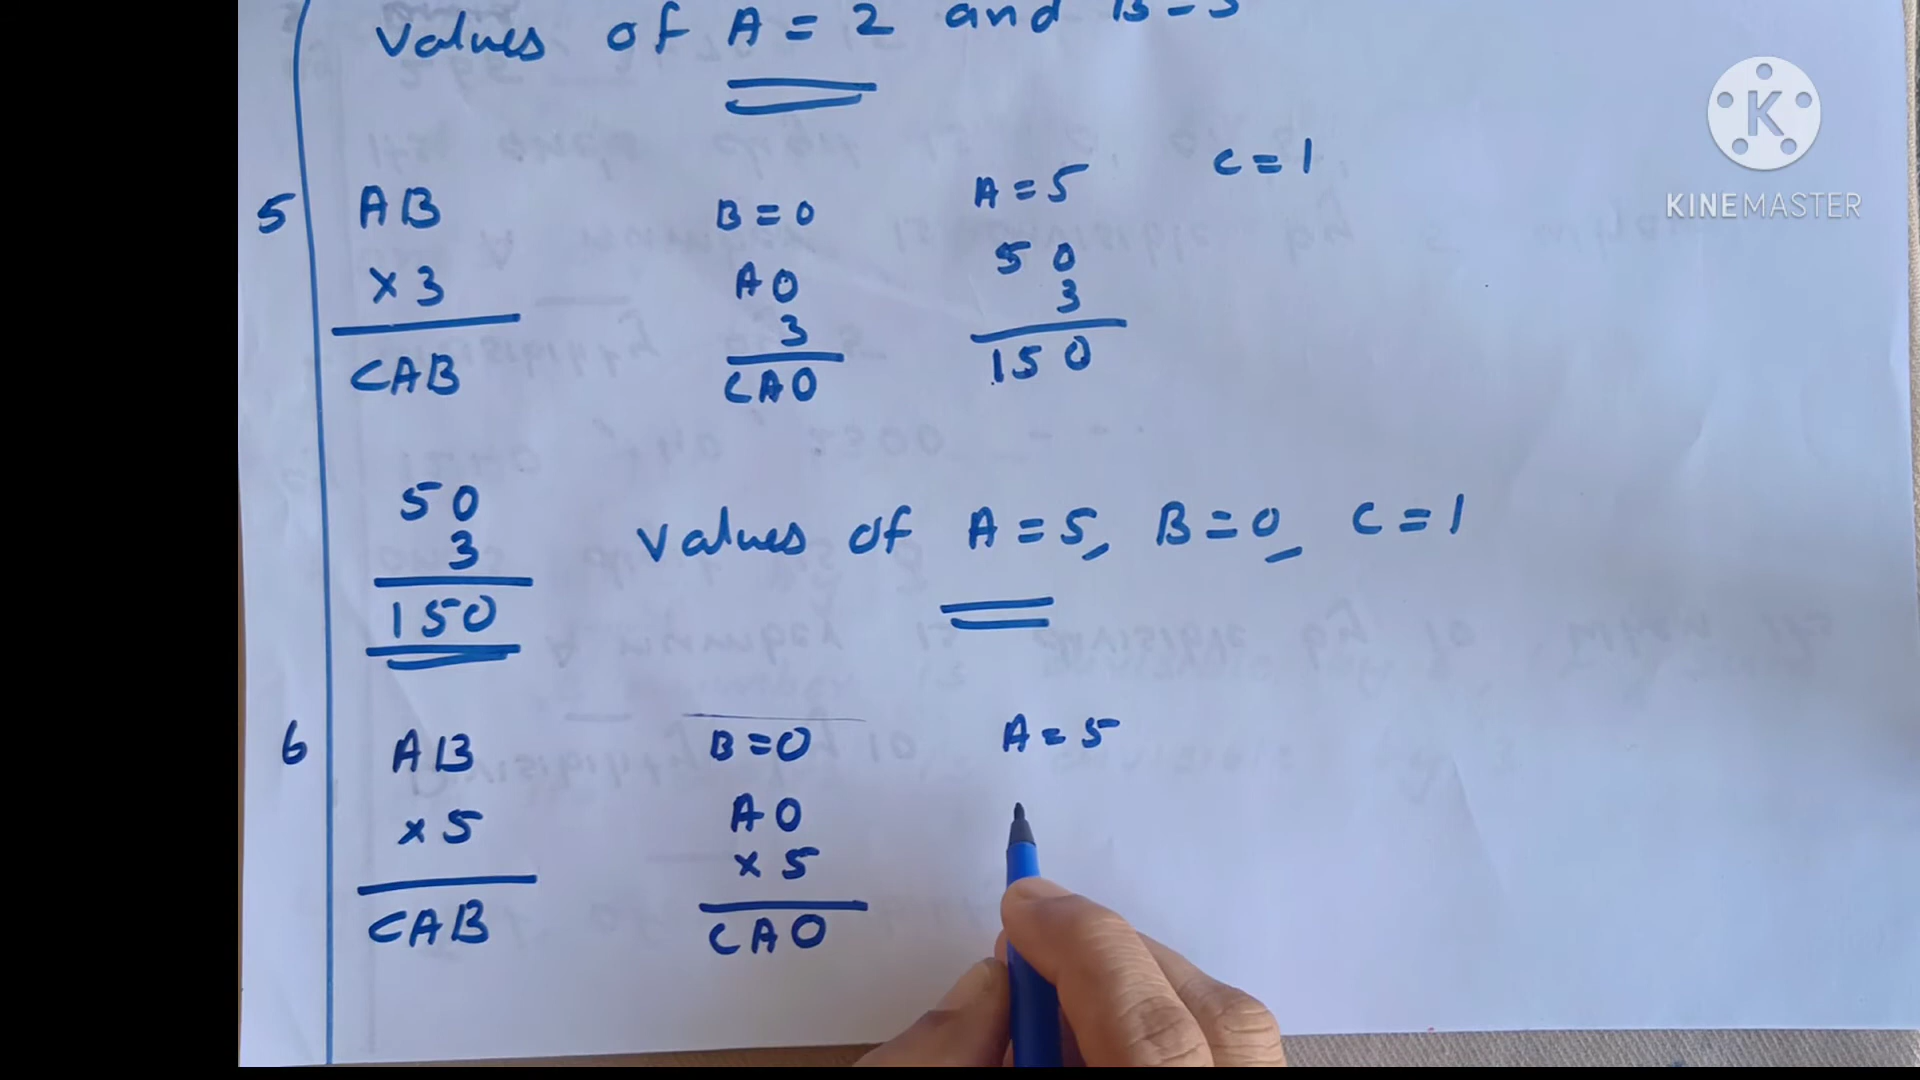 values of A = 2 and B = 5
5 AB B = 0 A = 5 C = 1
× 3 A0 50
CAB 3 3
CA0 150
50 values of A = 5, B = 0, C = 1
3
150
6 AB B = 0 A = 5
× 5 A0
CAB × 5
CA0
KINEMASTER